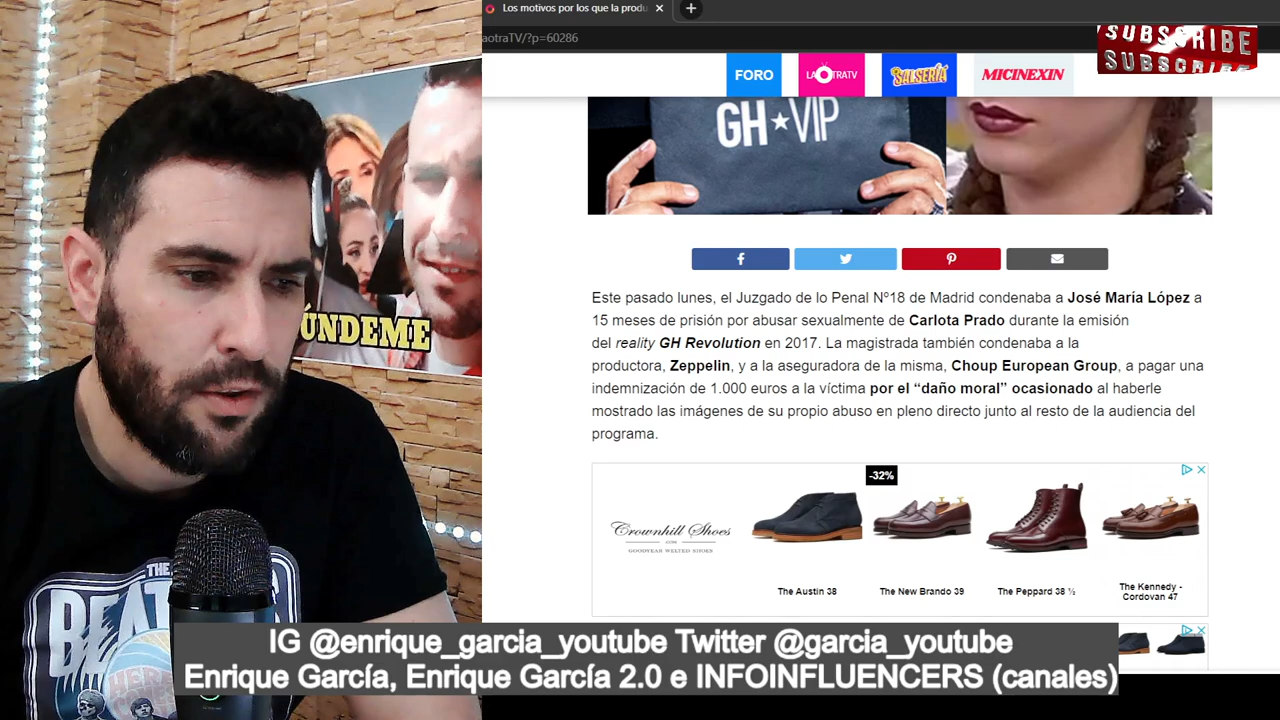 Los motivos por los que la produ
aotraTV/?p=60286
SUBSCRIBE
SUBSCRIBE
FORO
LAOTRATV
SALSERÍA
MICINEXIN
GH★VIP
ÚNDEME
Este pasado lunes, el Juzgado de lo Penal Nº18 de Madrid condenaba a José María López a
15 meses de prisión por abusar sexualmente de Carlota Prado durante la emisión
del reality GH Revolution en 2017. La magistrada también condenaba a la
productora, Zeppelin, y a la aseguradora de la misma, Choup European Group, a pagar una
indemnización de 1.000 euros a la víctima por el “daño moral” ocasionado al haberle
mostrado las imágenes de su propio abuso en pleno directo junto al resto de la audiencia del
programa.
-32%
Crownhill Shoes
GOODYEAR WELTED SHOES
The Austin 38
The New Brando 39
The Peppard 38 ½
The Kennedy -
Cordovan 47
THE
BEAT
IG @enrique_garcia_youtube Twitter @garcia_youtube
Enrique García, Enrique García 2.0 e INFOINFLUENCERS (canales)